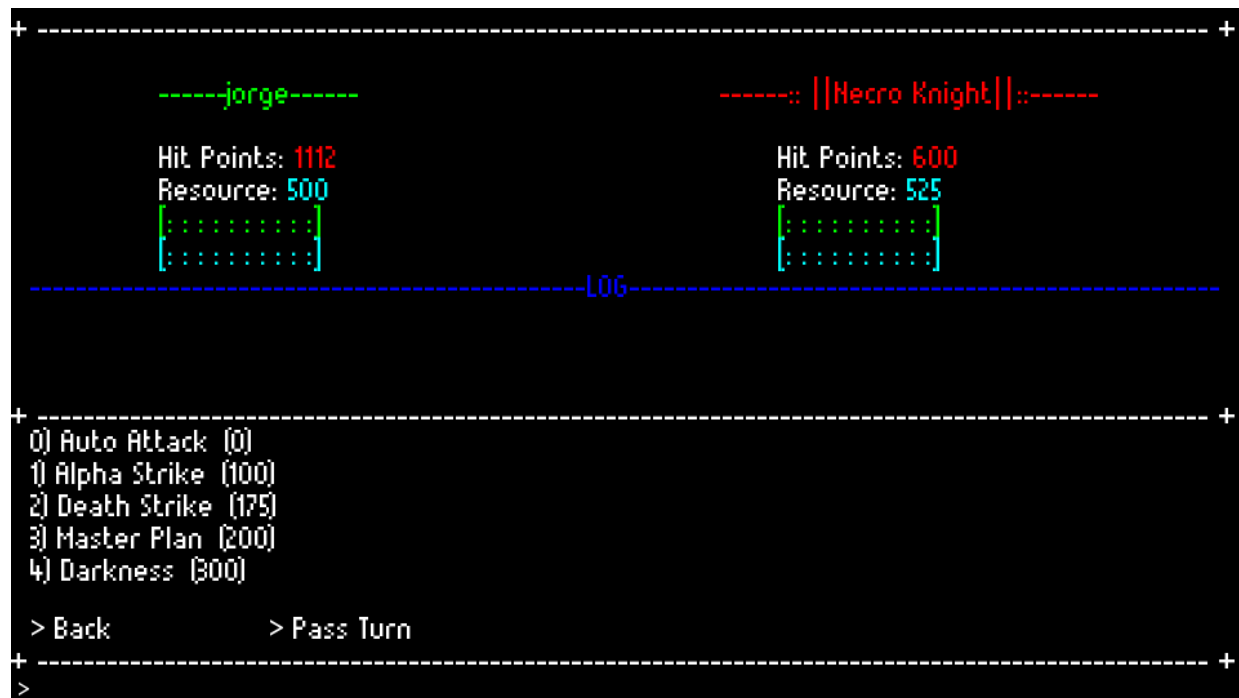 + ------------------------------------------------------------------------------------ +
------jorge------ ------:: ||Necro Knight||::------
Hit Points: 1112 Hit Points: 600
Resource: 500 Resource: 525
[::::::::::] [::::::::::]
[::::::::::] [::::::::::]
----------------------------------------LOG------------------------------------------
+ ------------------------------------------------------------------------------------ +
0) Auto Attack (0)
1) Alpha Strike (100)
2) Death Strike (175)
3) Master Plan (200)
4) Darkness (300)
> Back > Pass Turn
+ ------------------------------------------------------------------------------------ +
>